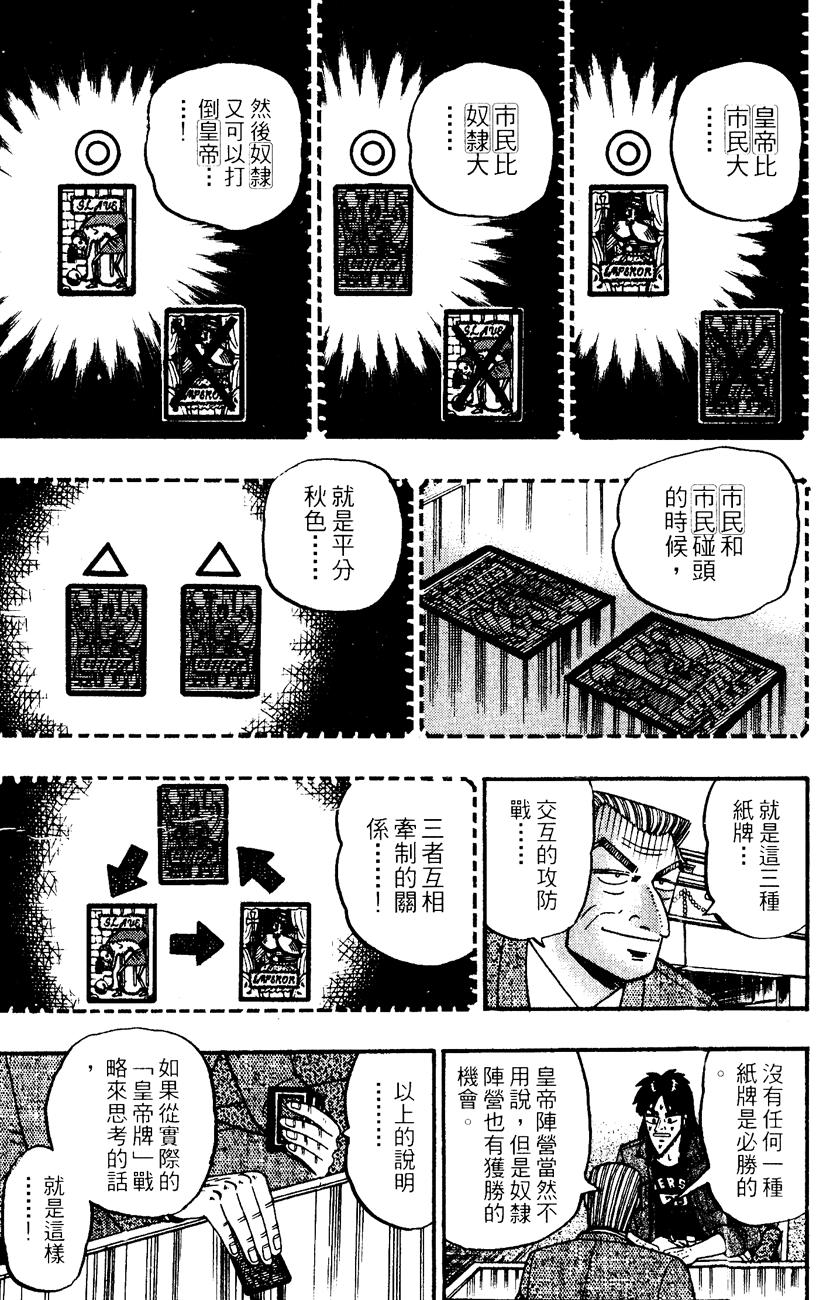 皇帝比
市民大
……
EMPEROR
市民比
奴隸大
……
SLAVE
然後奴隸
又可以打
倒皇帝…
…！
SLAVE
EMPEROR
市民和
市民碰頭
的時候，
就是平分
秋色……
就是這三種
紙牌…
交互的攻防
戰……
三者互相
牽制的關
係……！
SLAVE
EMPEROR
沒有任何一種
紙牌是必勝的
。
皇帝陣營當然不
用說，但是奴隸
陣營也有獲勝的
機會。
以上的說明
………
如果從實際的
「皇帝牌」戰
略來思考的話
，
就是這樣
……！